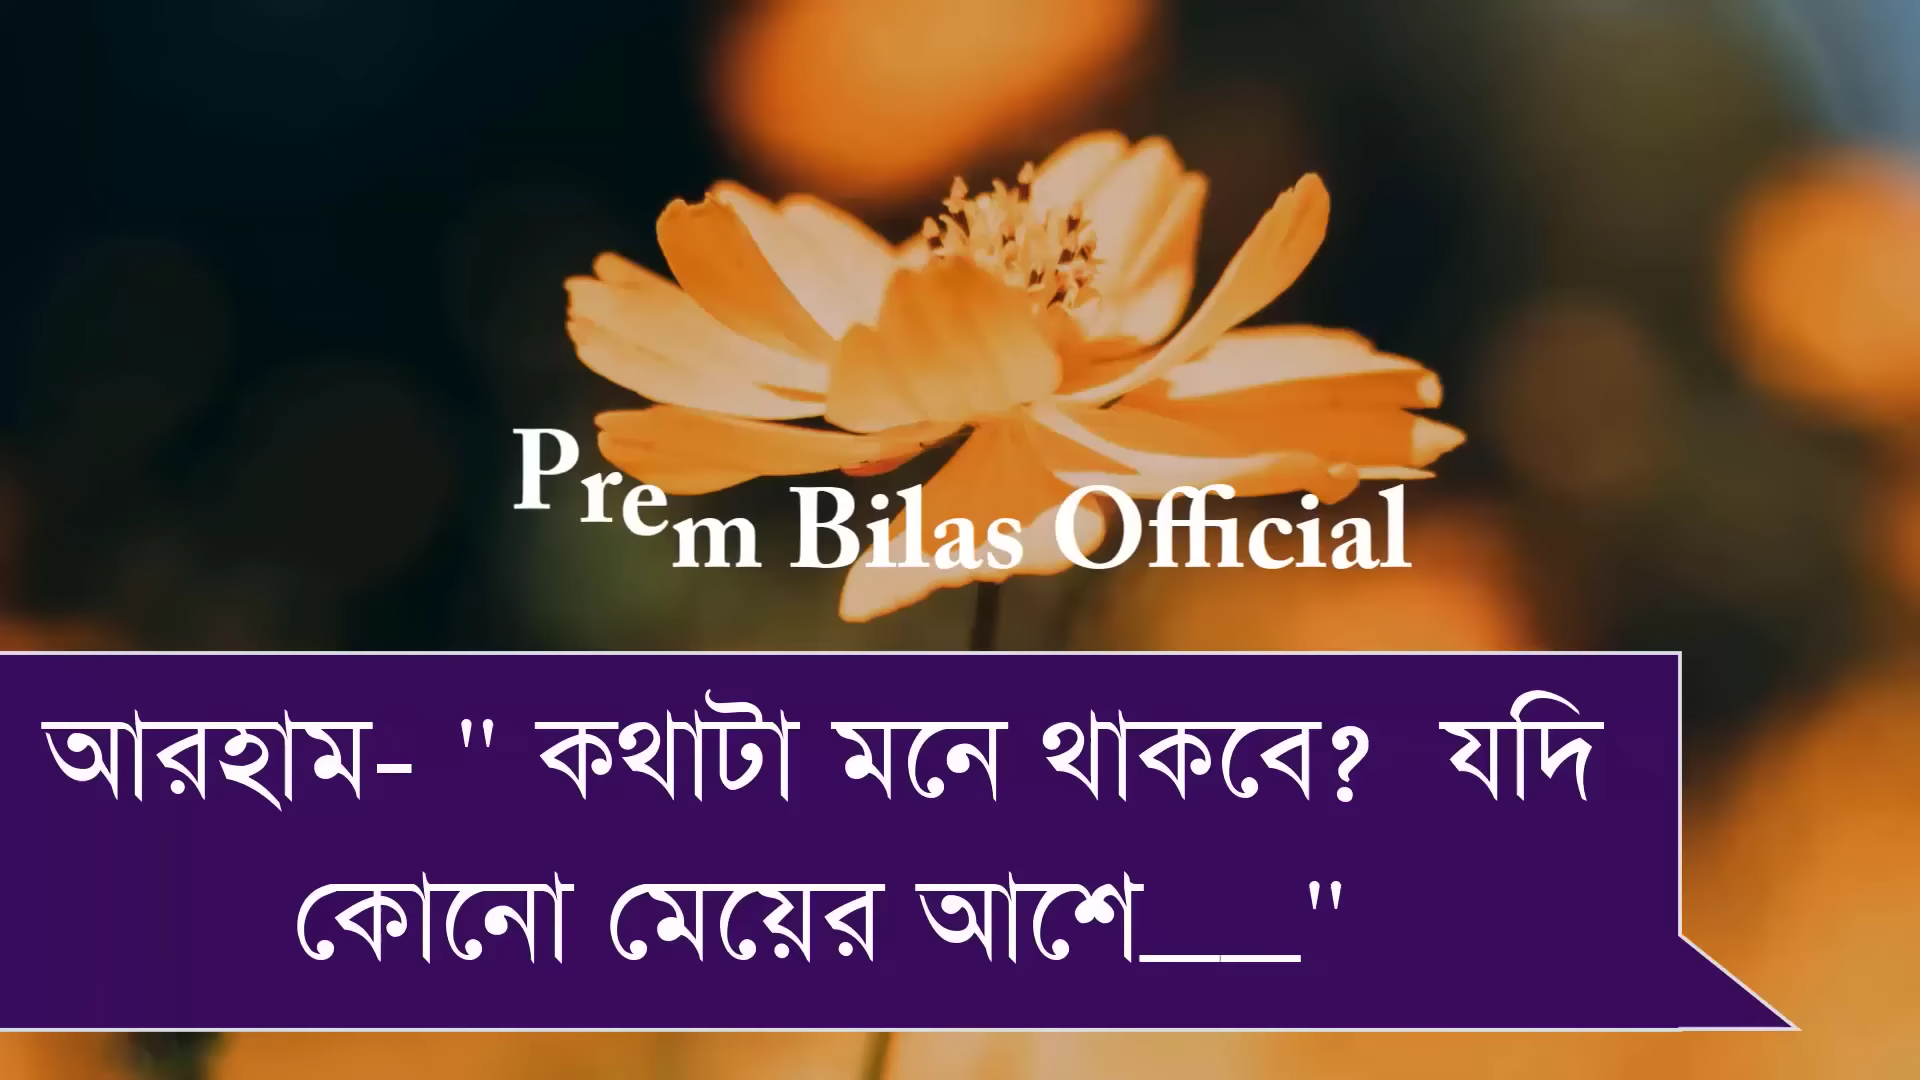 Prem Bilas Official
আরহাম- " কথাটা মনে থাকবে?  যদি
কোনো মেয়ের আশে___"